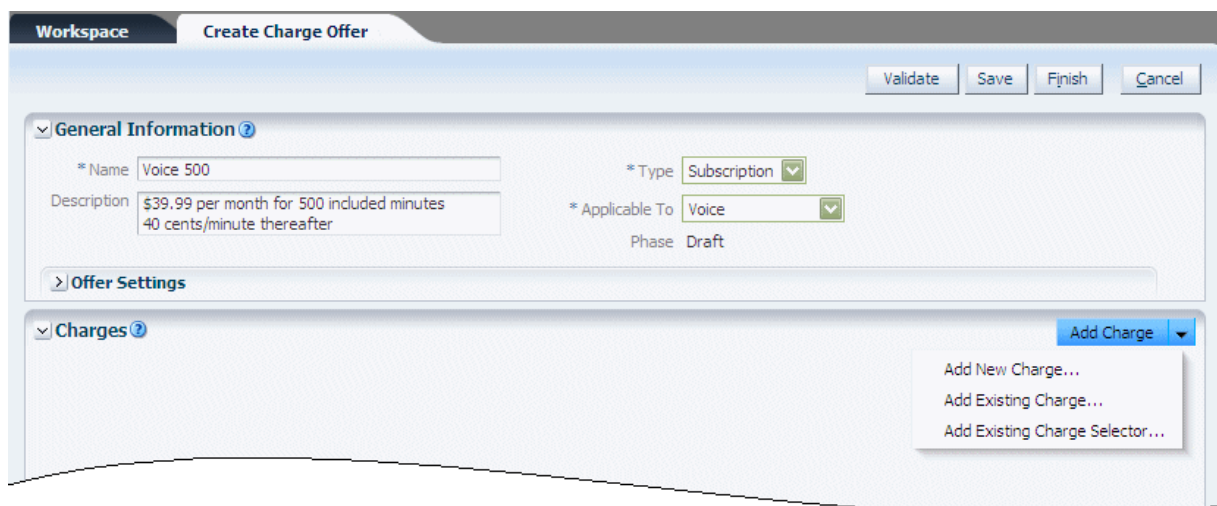 Workspace
Create Charge Offer
Validate Save Finish Cancel
General Information
* Name Voice 500
* Type Subscription
Description $39.99 per month for 500 included minutes
40 cents/minute thereafter
* Applicable To Voice
Phase Draft
Offer Settings
Charges
Add Charge
Add New Charge...
Add Existing Charge...
Add Existing Charge Selector...